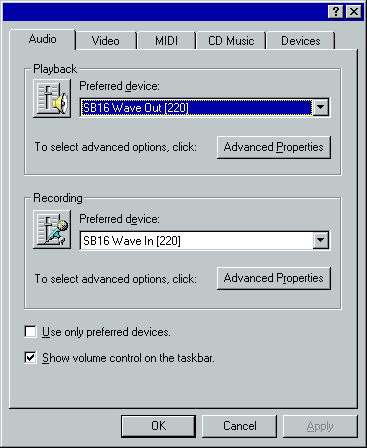 Audio Video MIDI CD Music Devices
Playback
Preferred device:
SB16 Wave Out [220]
To select advanced options, click: Advanced Properties
Recording
Preferred device:
SB16 Wave In [220]
To select advanced options, click: Advanced Properties
Use only preferred devices.
Show volume control on the taskbar.
OK Cancel Apply